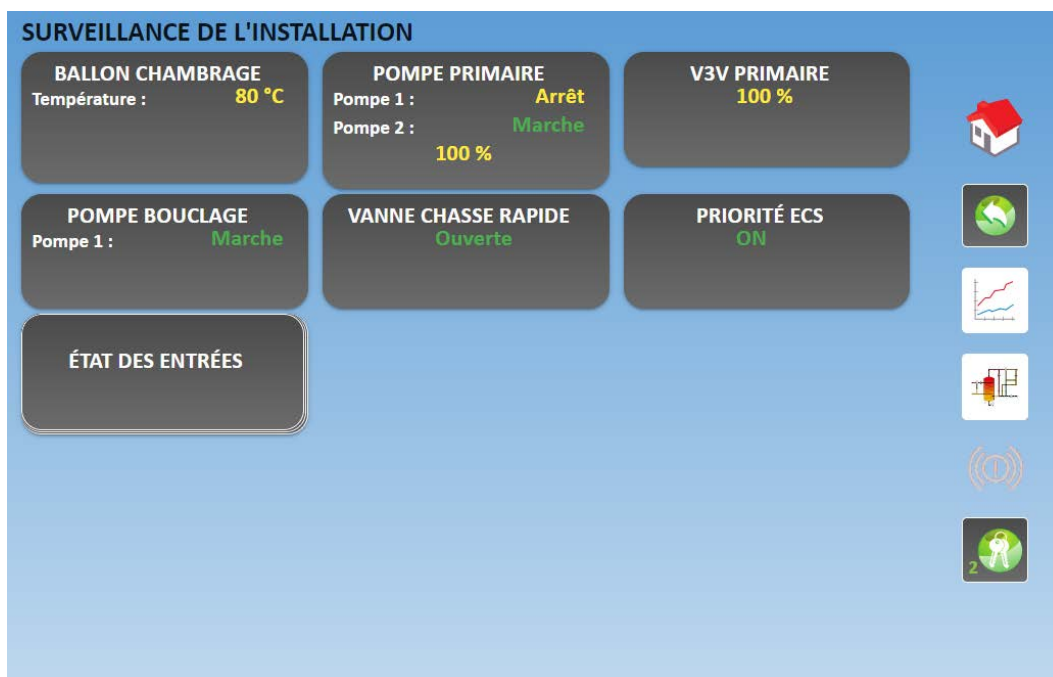 SURVEILLANCE DE L'INSTALLATION
BALLON CHAMBRAGE
Température : 80 °C
POMPE PRIMAIRE
Pompe 1 : Arrêt
Pompe 2 : Marche
100 %
V3V PRIMAIRE
100 %
POMPE BOUCLAGE
Pompe 1 : Marche
VANNE CHASSE RAPIDE
Ouverte
PRIORITÉ ECS
ON
ÉTAT DES ENTRÉES
2